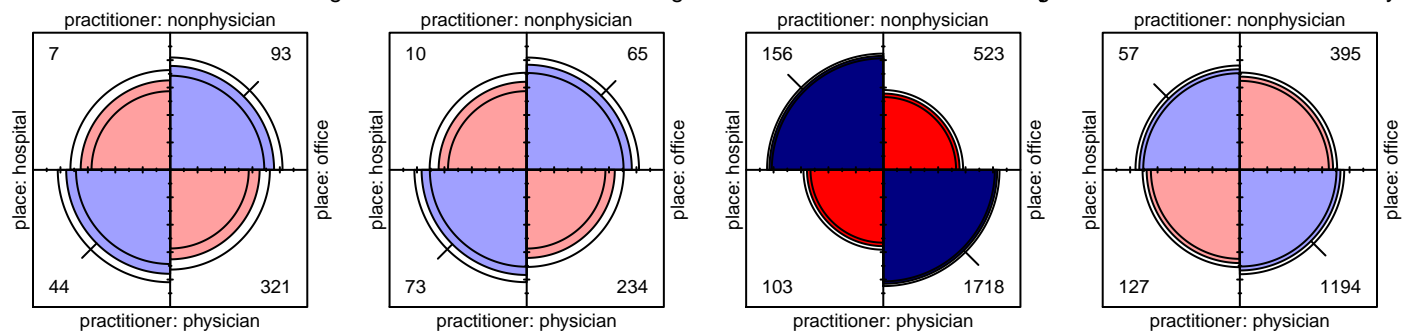 practitioner: nonphysician
7 93
place: hospital
place: office
44 321
practitioner: physician
practitioner: nonphysician
10 65
place: hospital
place: office
73 234
practitioner: physician
practitioner: nonphysician
156 523
place: hospital
place: office
103 1718
practitioner: physician
practitioner: nonphysician
57 395
place: hospital
place: office
127 1194
practitioner: physician